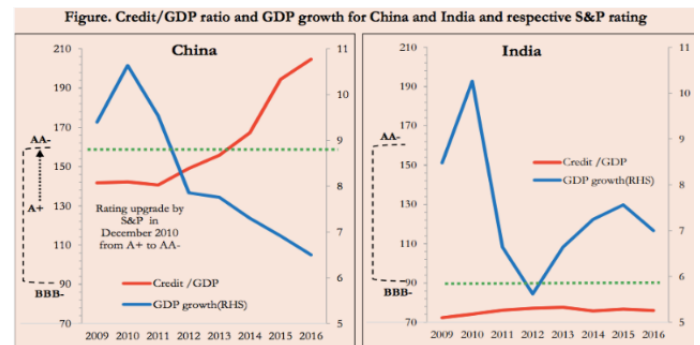 Figure. Credit/GDP ratio and GDP growth for China and India and respective S&P rating
China
210
190
170
150
130
110
90
70
11
10
9
8
7
6
5
AA-
A+
BBB-
Rating upgrade by
S&P in
December 2010
from A+ to AA-
Credit /GDP
GDP growth(RHS)
2009 2010 2011 2012 2013 2014 2015 2016
India
210
190
170
150
130
110
90
70
11
10
9
8
7
6
5
AA-
BBB-
Credit /GDP
GDP growth(RHS)
2009 2010 2011 2012 2013 2014 2015 2016